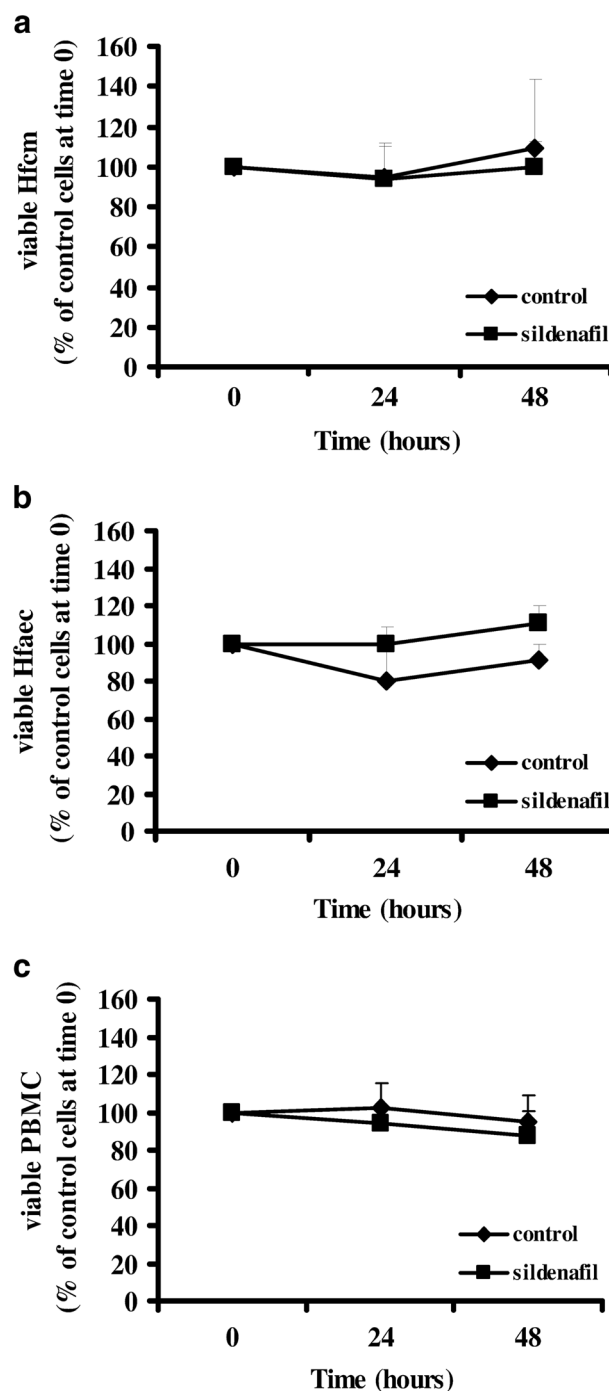 a
viable Hfcm
(% of control cells at time 0)
160
140
120
100
80
60
40
20
0
control
sildenafil
0 24 48
Time (hours)
b
viable Hfaec
(% of control cells at time 0)
160
140
120
100
80
60
40
20
0
control
sildenafil
0 24 48
Time (hours)
c
viable PBMC
(% of control cells at time 0)
160
140
120
100
80
60
40
20
0
control
sildenafil
0 24 48
Time (hours)